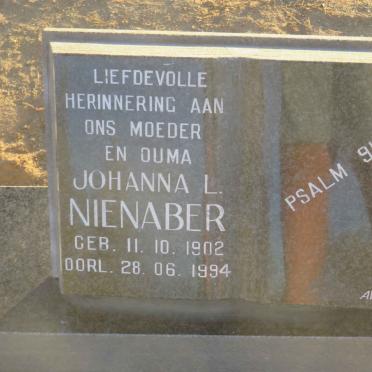 LIEFDEVOLLE
HERINNERING AAN
ONS MOEDER
EN OUMA
JOHANNA L.
NIENABER
GEB. 11. 10. 1902
OORL. 28. 06. 1994
PSALM